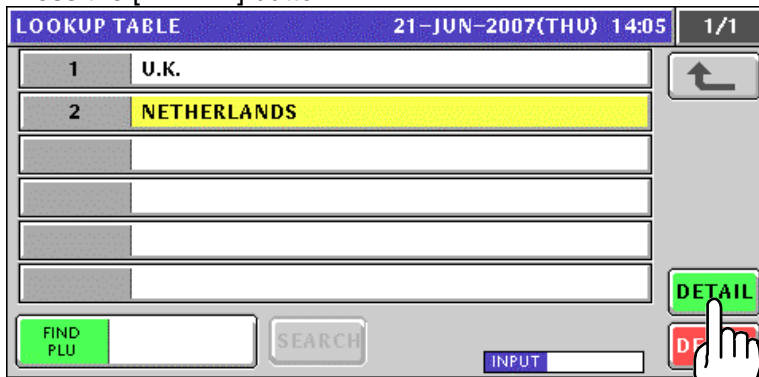 LOOKUP TABLE 21-JUN-2007(THU) 14:05 1/1
1 U.K.
2 NETHERLANDS
DETAIL
FIND
PLU
SEARCH
INPUT